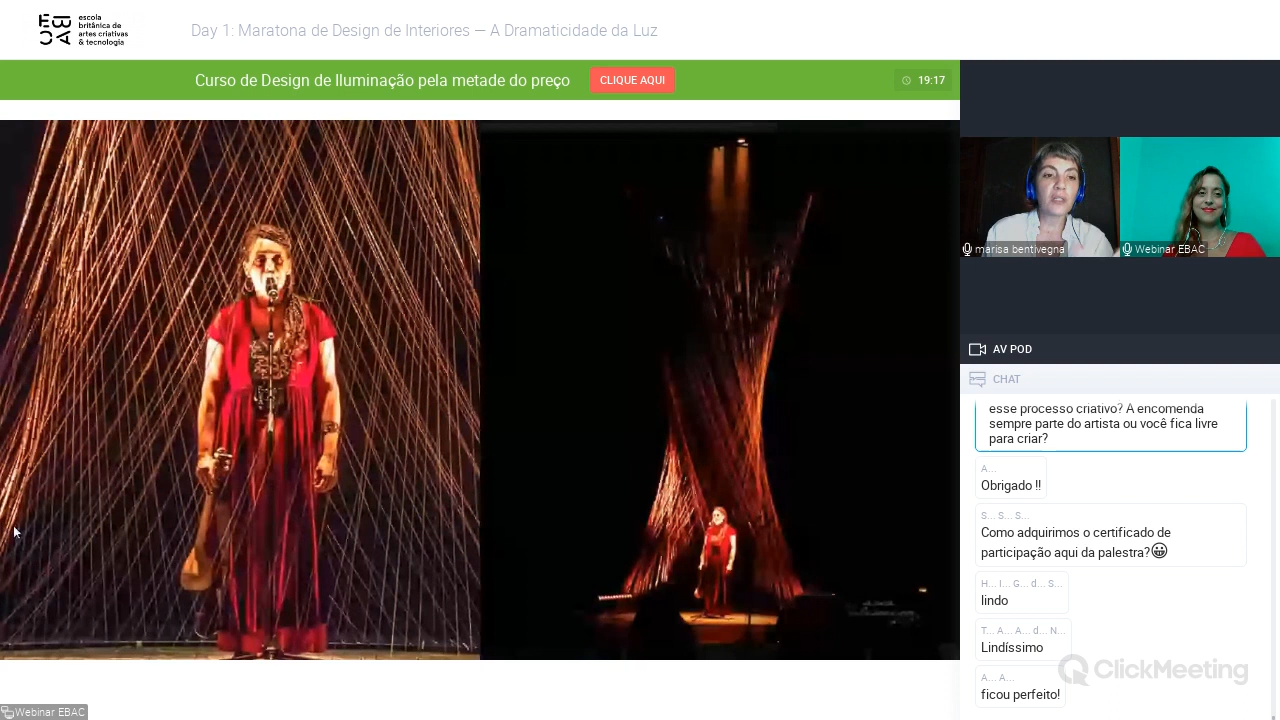 escola
britânica de
artes criativas
& tecnologia
EBAC
Day 1: Maratona de Design de Interiores — A Dramaticidade da Luz
Curso de Design de Iluminação pela metade do preço
CLIQUE AQUI
19:17
marisa bentivegna
Webinar EBAC
AV POD
CHAT
esse processo criativo? A encomenda
sempre parte do artista ou você fica livre
para criar?
A...
Obrigado !!
S... S... S...
Como adquirimos o certificado de
participação aqui da palestra?😀
H... I... G... d... S...
lindo
T... A... A... d... N...
Lindíssimo
A... A...
ficou perfeito!
ClickMeeting
Webinar EBAC